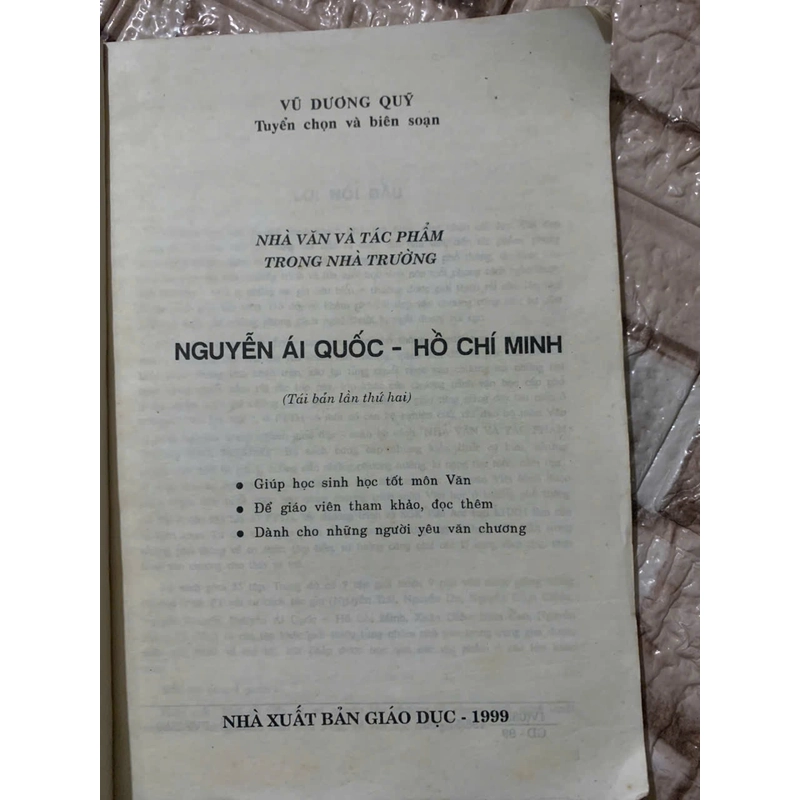 VŨ DƯƠNG QUỸ
Tuyển chọn và biên soạn
NHÀ VĂN VÀ TÁC PHẨM
TRONG NHÀ TRƯỜNG
NGUYỄN ÁI QUỐC - HỒ CHÍ MINH
(Tái bản lần thứ hai)
• Giúp học sinh học tốt môn Văn
• Để giáo viên tham khảo, đọc thêm
• Dành cho những người yêu văn chương
NHÀ XUẤT BẢN GIÁO DỤC - 1999